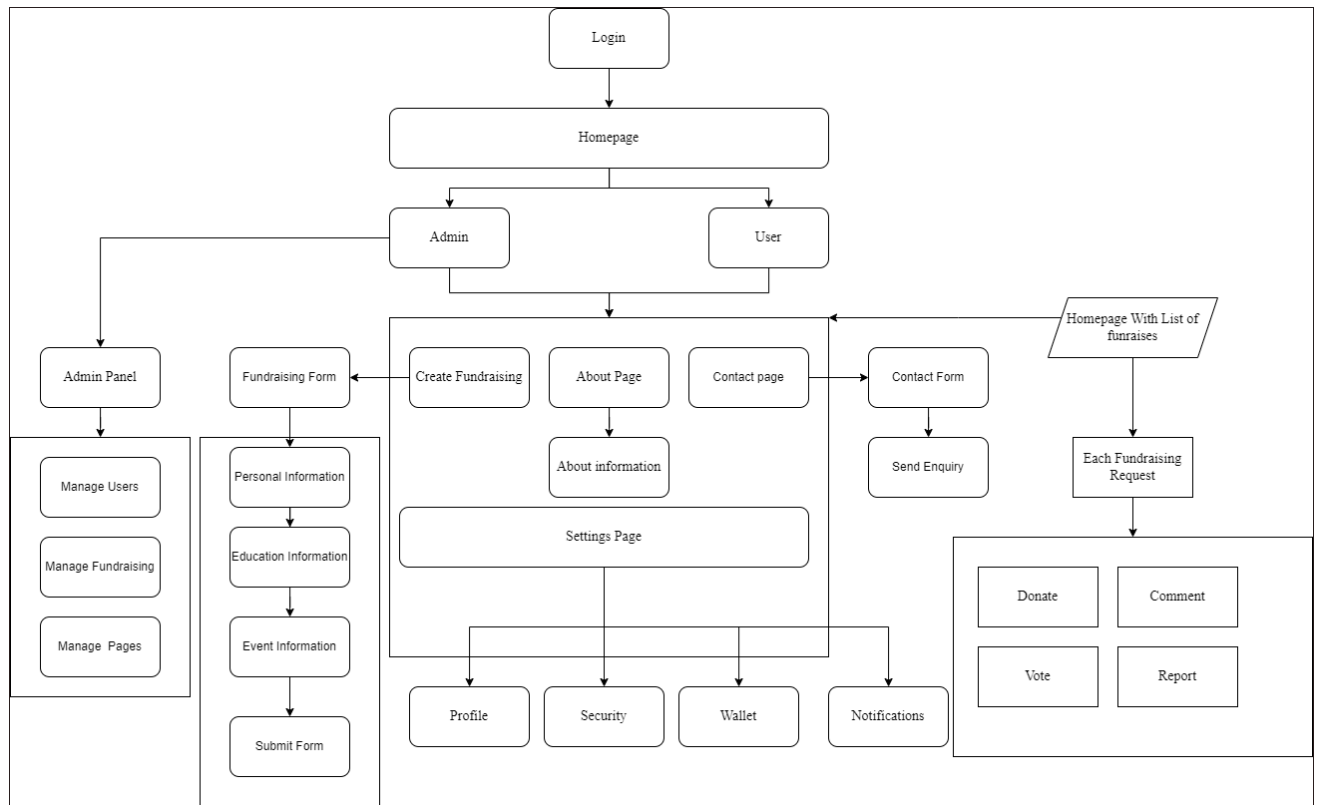 Login
Homepage
Admin
User
Homepage With List of
funraises
Admin Panel
Fundraising Form
Create Fundraising
About Page
Contact page
Contact Form
Each Fundraising
Request
About information
Send Enquiry
Manage Users
Personal Information
Settings Page
Manage Fundraising
Education Information
Donate
Comment
Manage Pages
Event Information
Vote
Report
Profile
Security
Wallet
Notifications
Submit Form